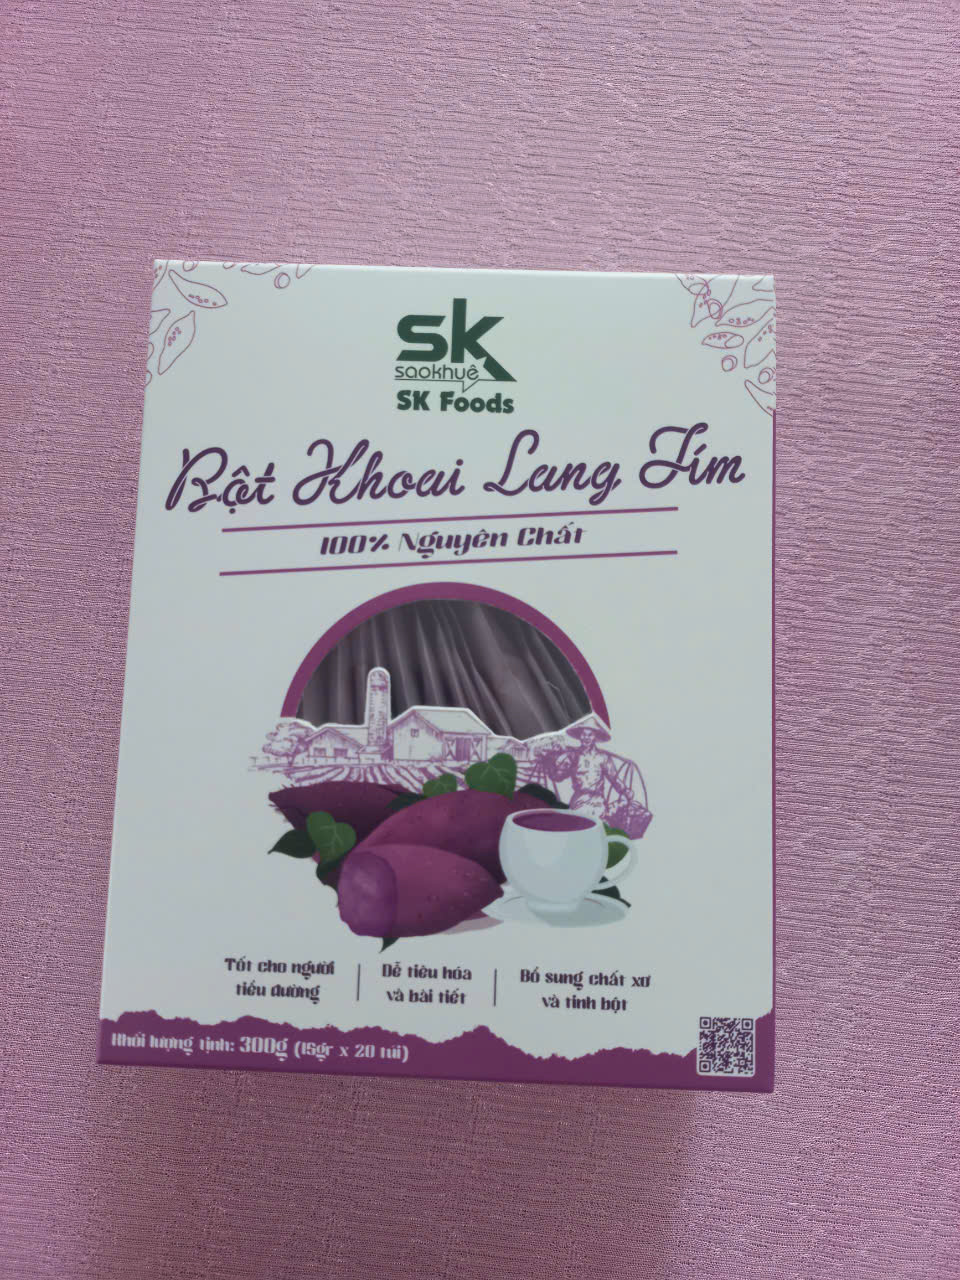 sk
saokhuê
SK Foods
Bột Khoai Lang Tím
100% Nguyên Chất
Tốt cho người
tiểu đường
Dễ tiêu hóa
và bài tiết
Bổ sung chất xơ
và tinh bột
Khối lượng tịnh: 300g (15gr x 20 túi)